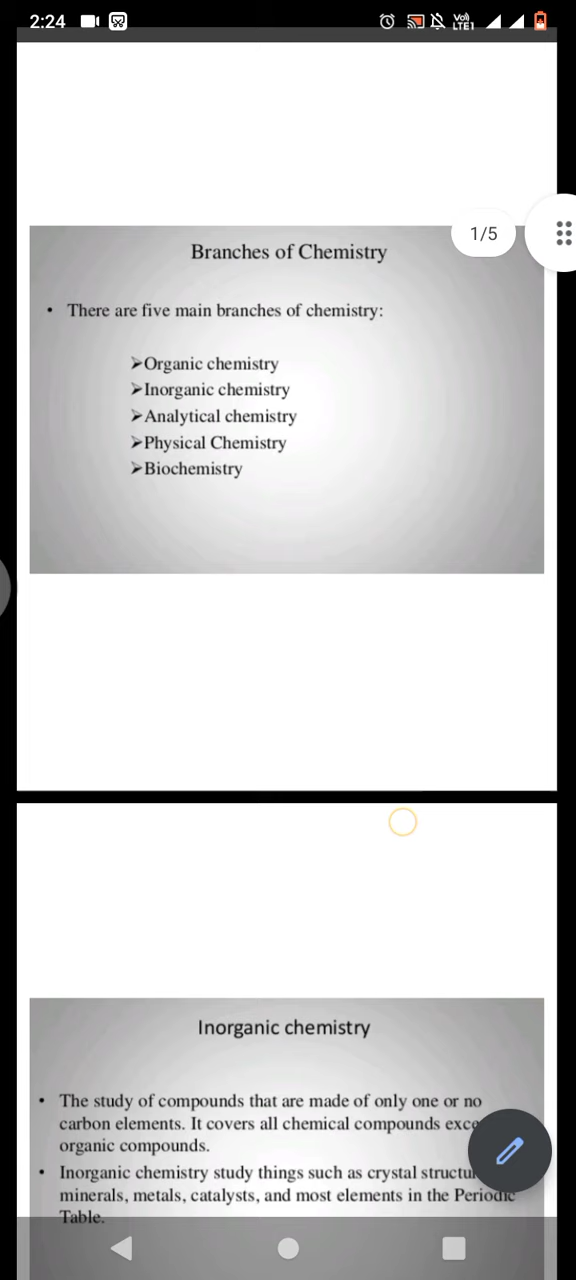 2:24
Vo)
LTE1
1/5
Branches of Chemistry
• There are five main branches of chemistry:
➢Organic chemistry
➢Inorganic chemistry
➢Analytical chemistry
➢Physical Chemistry
➢Biochemistry
Inorganic chemistry
• The study of compounds that are made of only one or no
carbon elements. It covers all chemical compounds
organic compounds.
• Inorganic chemistry study things such as crystal
minerals, metals, catalysts, and most elements in the Periodic
Table.